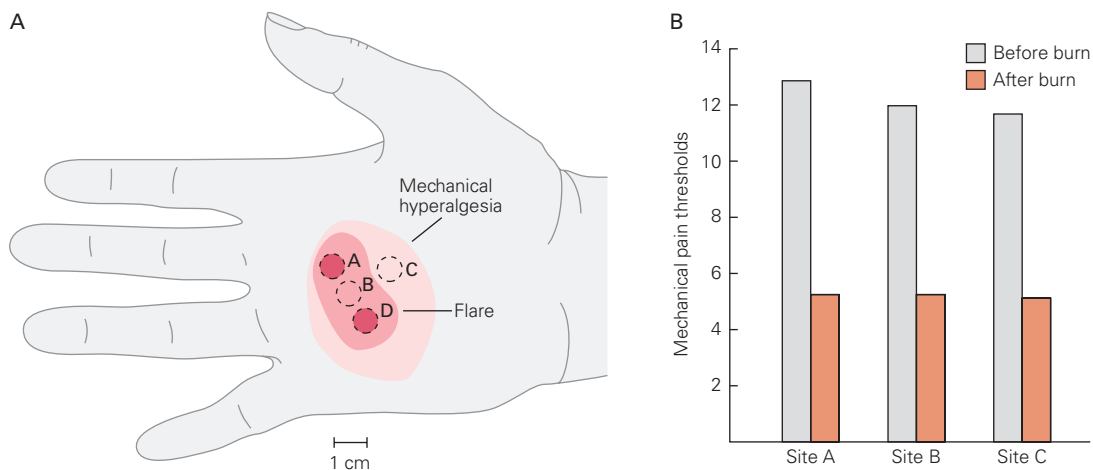 A
Mechanical
hyperalgesia
A
C
B
D
Flare
1 cm
B
Before burn
After burn
Mechanical pain thresholds
14
12
10
8
6
4
2
Site A
Site B
Site C